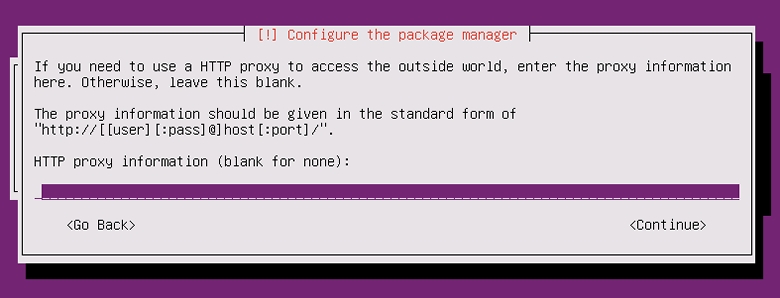 [!] Configure the package manager
If you need to use a HTTP proxy to access the outside world, enter the proxy information
here. Otherwise, leave this blank.
The proxy information should be given in the standard form of
"http://[[user][:pass]@]host[:port]/".
HTTP proxy information (blank for none):
<Go Back> <Continue>